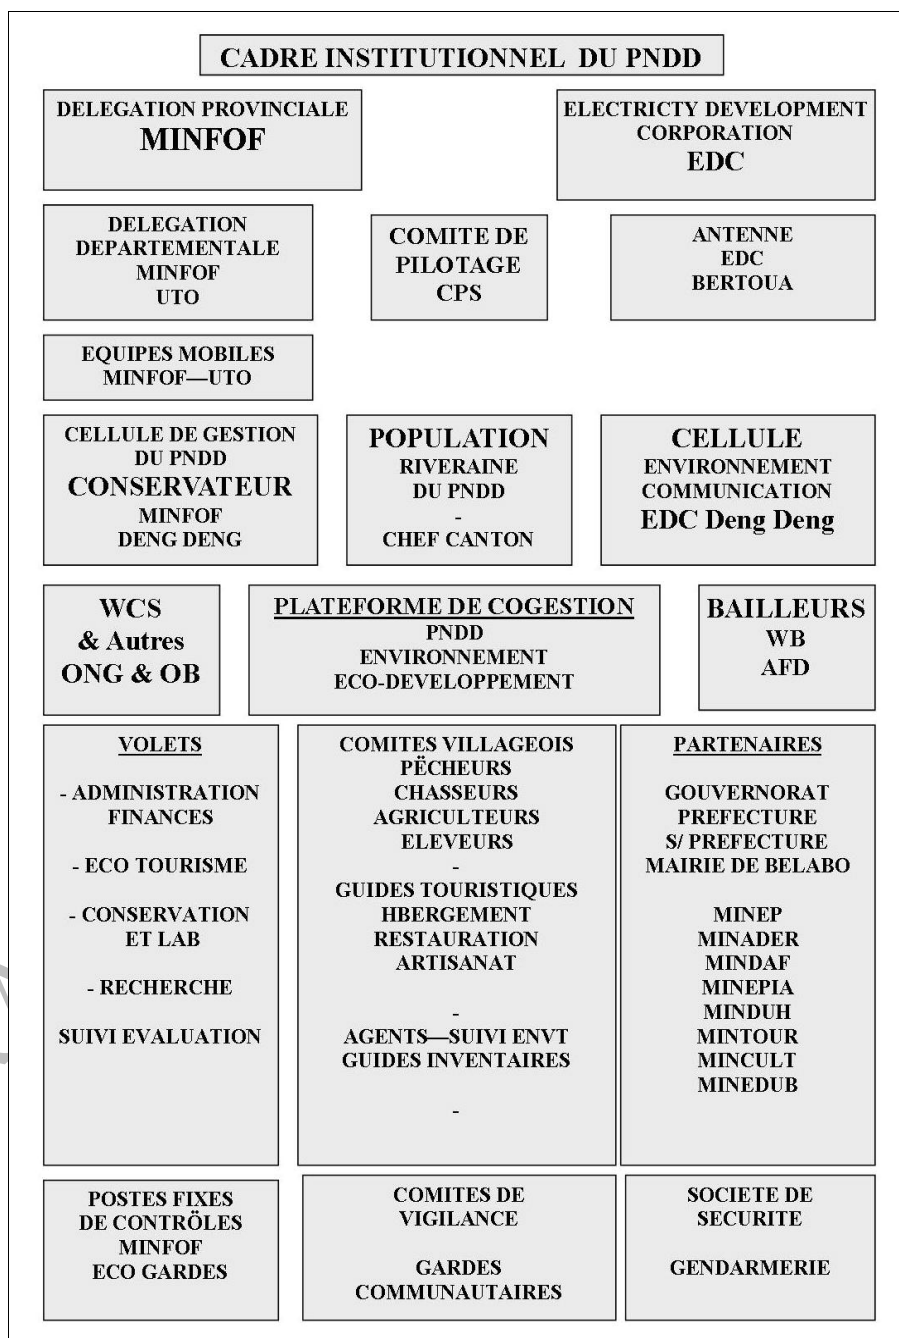 CADRE INSTITUTIONNEL DU PNDD
DELEGATION PROVINCIALE
MINFOF
ELECTRICTY DEVELOPMENT
CORPORATION
EDC
DELEGATION
DEPARTEMENTALE
MINFOF
UTO
COMITE DE
PILOTAGE
CPS
ANTENNE
EDC
BERTOUA
EQUIPES MOBILES
MINFOF—UTO
CELLULE DE GESTION
DU PNDD
CONSERVATEUR
MINFOF
DENG DENG
POPULATION
RIVERAINE
DU PNDD
-
CHEF CANTON
CELLULE
ENVIRONNEMENT
COMMUNICATION
EDC Deng Deng
WCS
& Autres
ONG & OB
PLATEFORME DE COGESTION
PNDD
ENVIRONNEMENT
ECO-DEVELOPPEMENT
BAILLEURS
WB
AFD
VOLETS
- ADMINISTRATION
FINANCES
- ECO TOURISME
- CONSERVATION
ET LAB
- RECHERCHE
SUIVI EVALUATION
COMITES VILLAGEOIS
PËCHEURS
CHASSEURS
AGRICULTEURS
ELEVEURS
-
GUIDES TOURISTIQUES
HBERGEMENT
RESTAURATION
ARTISANAT
-
AGENTS—SUIVI ENVT
GUIDES INVENTAIRES
-
PARTENAIRES
GOUVERNORAT
PREFECTURE
S/ PREFECTURE
MAIRIE DE BELABO
MINEP
MINADER
MINDAF
MINEPIA
MINDUH
MINTOUR
MINCULT
MINEDUB
POSTES FIXES
DE CONTRÖLES
MINFOF
ECO GARDES
COMITES DE
VIGILANCE
GARDES
COMMUNAUTAIRES
SOCIETE DE
SECURITE
GENDARMERIE